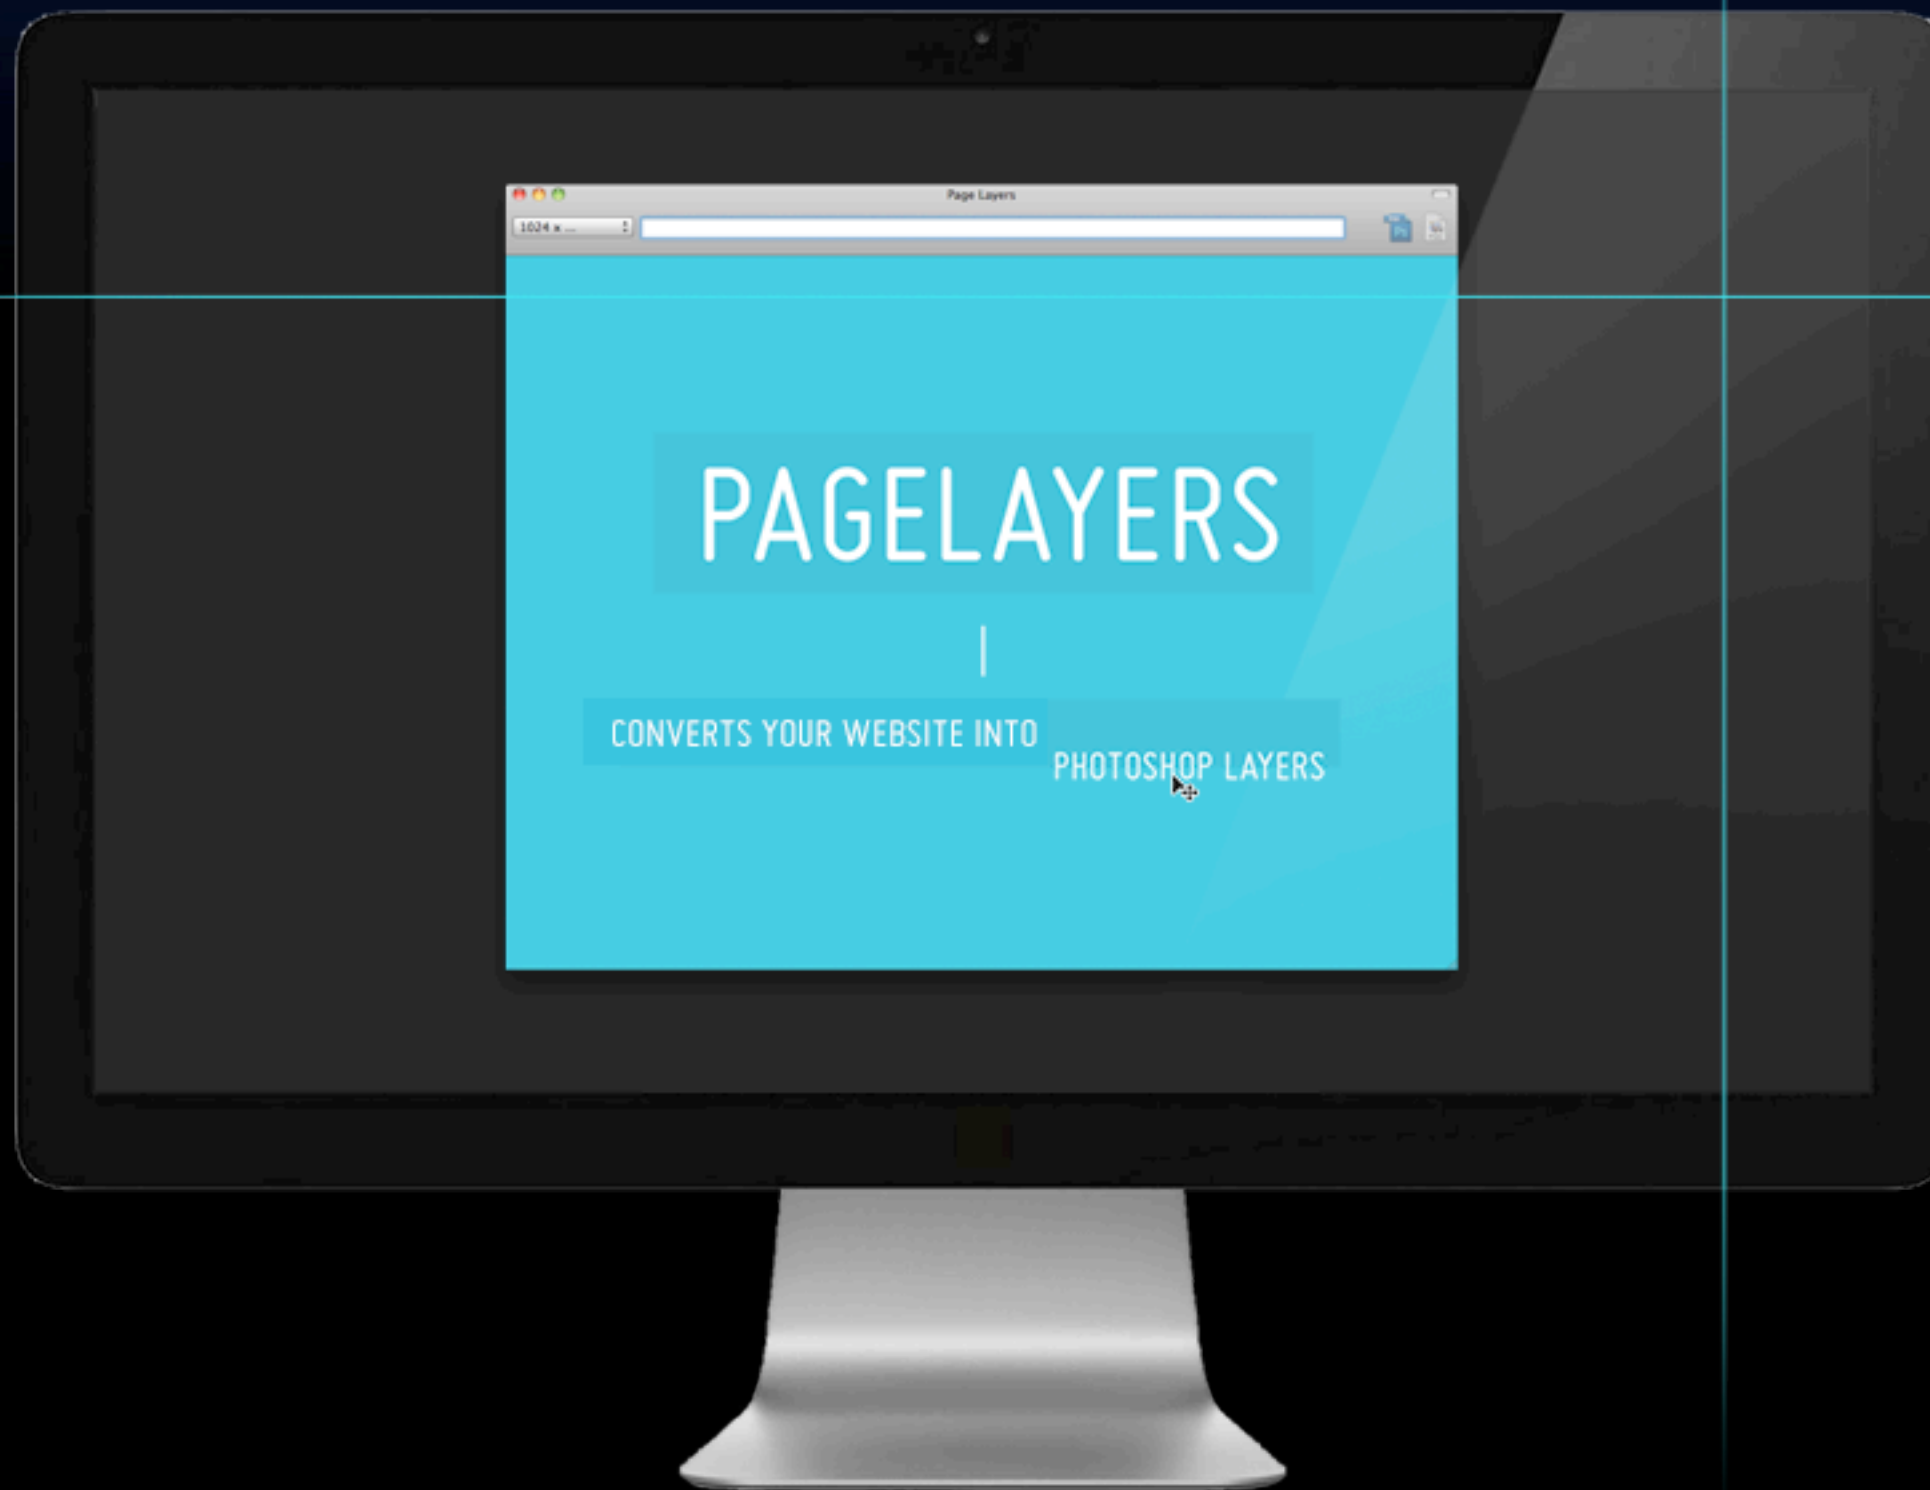 Page Layers
1024 x ...
PAGELAYERS
CONVERTS YOUR WEBSITE INTO
PHOTOSHOP LAYERS